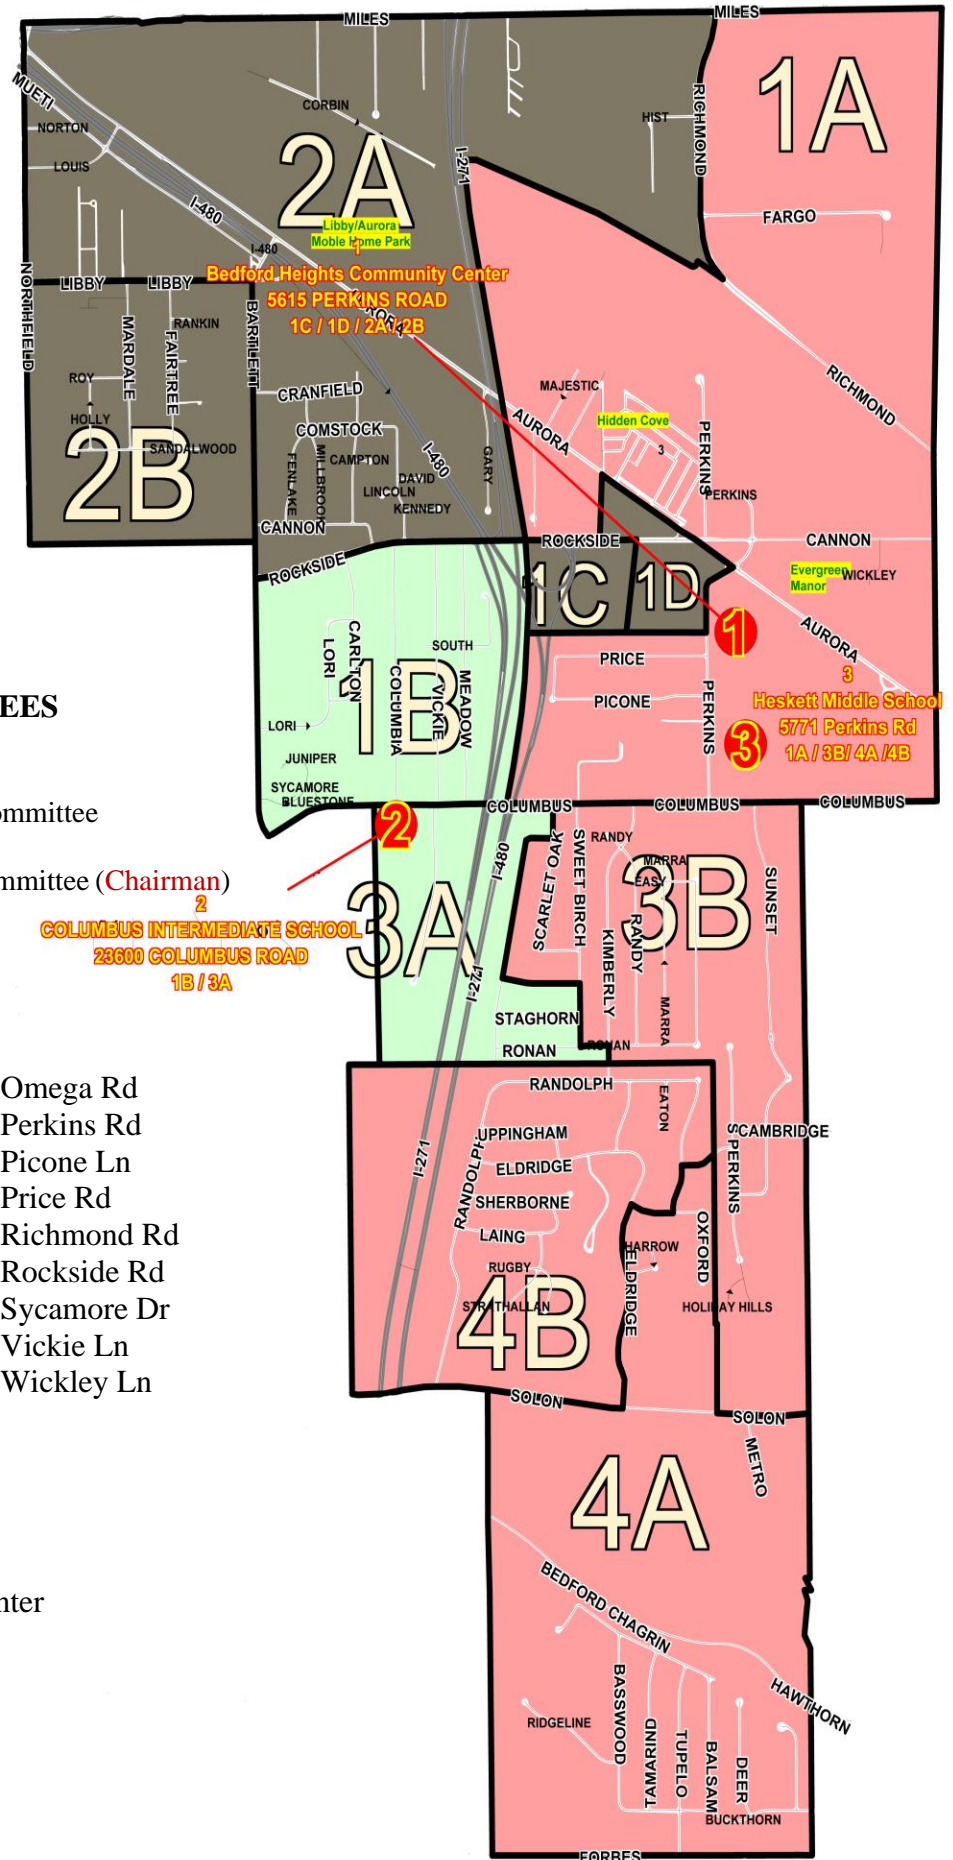 MILES
MILES
1A
MUETI
CORBIN
HIST
RICHMOND
NORTON
2A
I-271
LOUIS
I-480
FARGO
Libby/Aurora
Moble Home Park
I-480
1
Bedford Heights Community Center
5615 PERKINS ROAD
1C / 1D / 2A / 2B
NORTHFIELD
LIBBY
LIBBY
BARTLETT
AURORA
MARDALE
FAIRTREE
RANKIN
ROY
HOLLY
2B
SANDALWOOD
CRANFIELD
COMSTOCK
FENLAKE
MILLBROOK
CAMPTON
DAVID
LINCOLN
KENNEDY
CANNON
I-480
GARY
MAJESTIC
AURORA
Hidden Cove
3
PERKINS
PERKINS
RICHMOND
ROCKSIDE
ROCKSIDE
CANNON
1C
1D
Evergreen
Manor
WICKLEY
AURORA
1
LORI
CARLTON
SOUTH
1B
COLUMBIA
VICKIE
MEADOW
PRICE
PICONE
PERKINS
3
3
Heskett Middle School
5771 Perkins Rd
1A / 3B/ 4A /4B
EES
LORI
JUNIPER
SYCAMORE
BLUESTONE
COLUMBUS
COLUMBUS
COLUMBUS
ommittee
2
mmittee (Chairman)
2
COLUMBUS INTERMEDIATE SCHOOL
23600 COLUMBUS ROAD
1B / 3A
3A
I-480
I-271
SCARLET OAK
SWEET BIRCH
RANDY
MARRA
EASY
3B
KIMBERLY
RANDY
MARRA
SUNSET
STAGHORN
RONAN
RONAN
Omega Rd
Perkins Rd
Picone Ln
Price Rd
Richmond Rd
Rockside Rd
Sycamore Dr
Vickie Ln
Wickley Ln
RANDOLPH
EATON
UPPINGHAM
ELDRIDGE
SHERBORNE
LAING
RUGBY
STRATHALLAN
RANDOLPH
I-271
4B
S PERKINS
CAMBRIDGE
OXFORD
HARROW
ELDRIDGE
HOLIDAY HILLS
SOLON
SOLON
METRO
4A
nter
BEDFORD CHAGRIN
HAWTHORN
RIDGELINE
BASSWOOD
TAMARIND
TUPELO
BALSAM
DEER
BUCKTHORN
FORBES